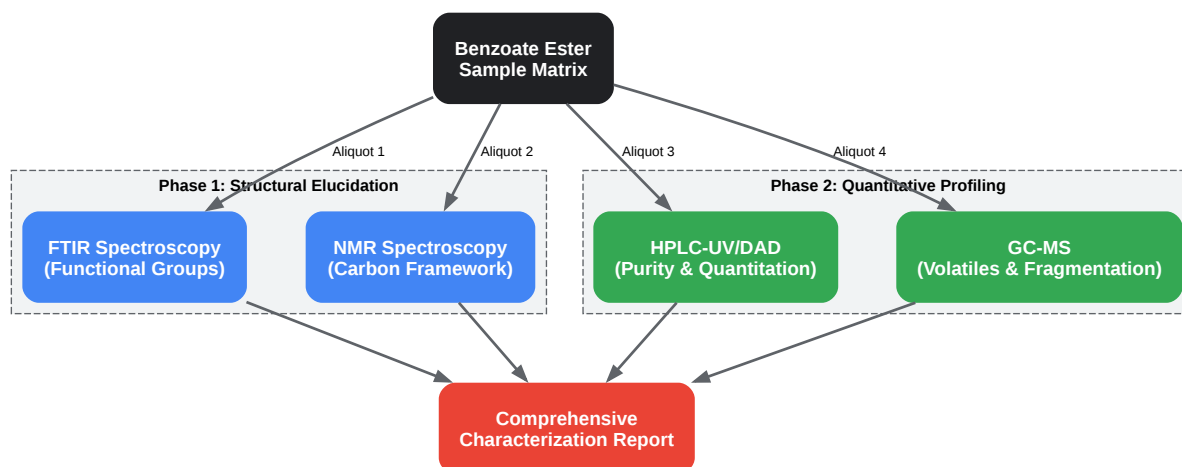 Benzoate Ester
Sample Matrix
Aliquot 1
Aliquot 2
Aliquot 3
Aliquot 4
Phase 1: Structural Elucidation
Phase 2: Quantitative Profiling
FTIR Spectroscopy
(Functional Groups)
NMR Spectroscopy
(Carbon Framework)
HPLC-UV/DAD
(Purity & Quantitation)
GC-MS
(Volatiles & Fragmentation)
Comprehensive
Characterization Report